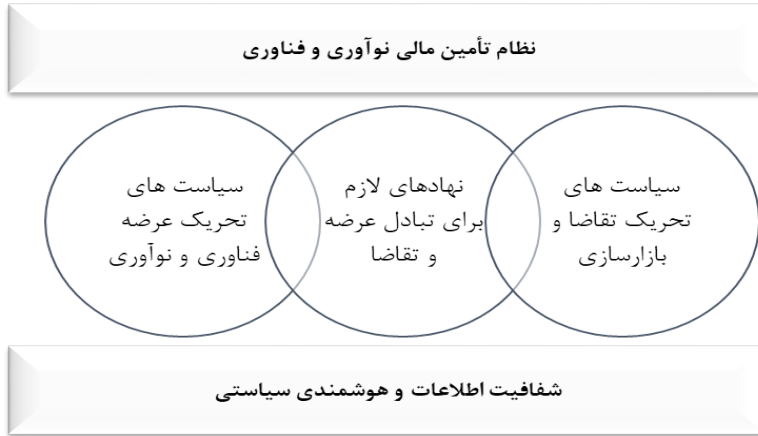 نظام تأمین مالی نوآوری و فناوری
سیاست های
تحریک تقاضا و
بازارسازی
نهادهای لازم
برای تبادل عرضه
و تقاضا
سیاست های
تحریک عرضه
فناوری و نوآوری
شفافیت اطلاعات و هوشمندی سیاستی